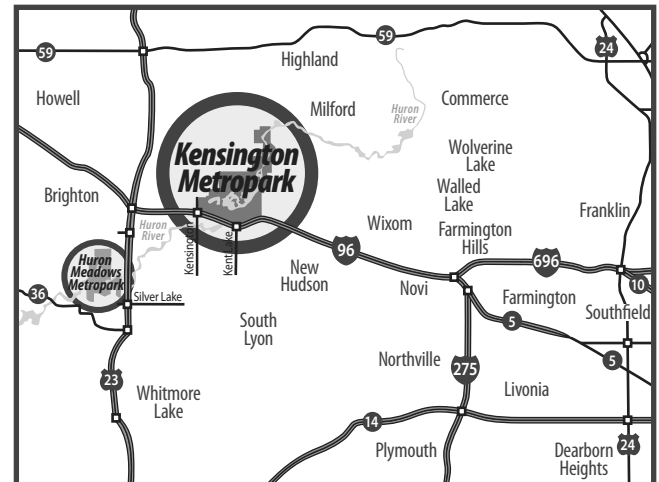 59
59
24
Highland
Howell
Milford
Commerce
Huron
River
Kensington
Metropark
Wolverine
Lake
Walled
Lake
Brighton
Franklin
Wixom
Farmington
Hills
Huron
River
Kensington
Kent Lake
96
696
Huron
Meadows
Metropark
New
Hudson
Novi
10
36
Silver Lake
Farmington
Southfield
South
Lyon
5
5
Northville
23
275
Whitmore
Lake
Livonia
14
Plymouth
Dearborn
Heights
24